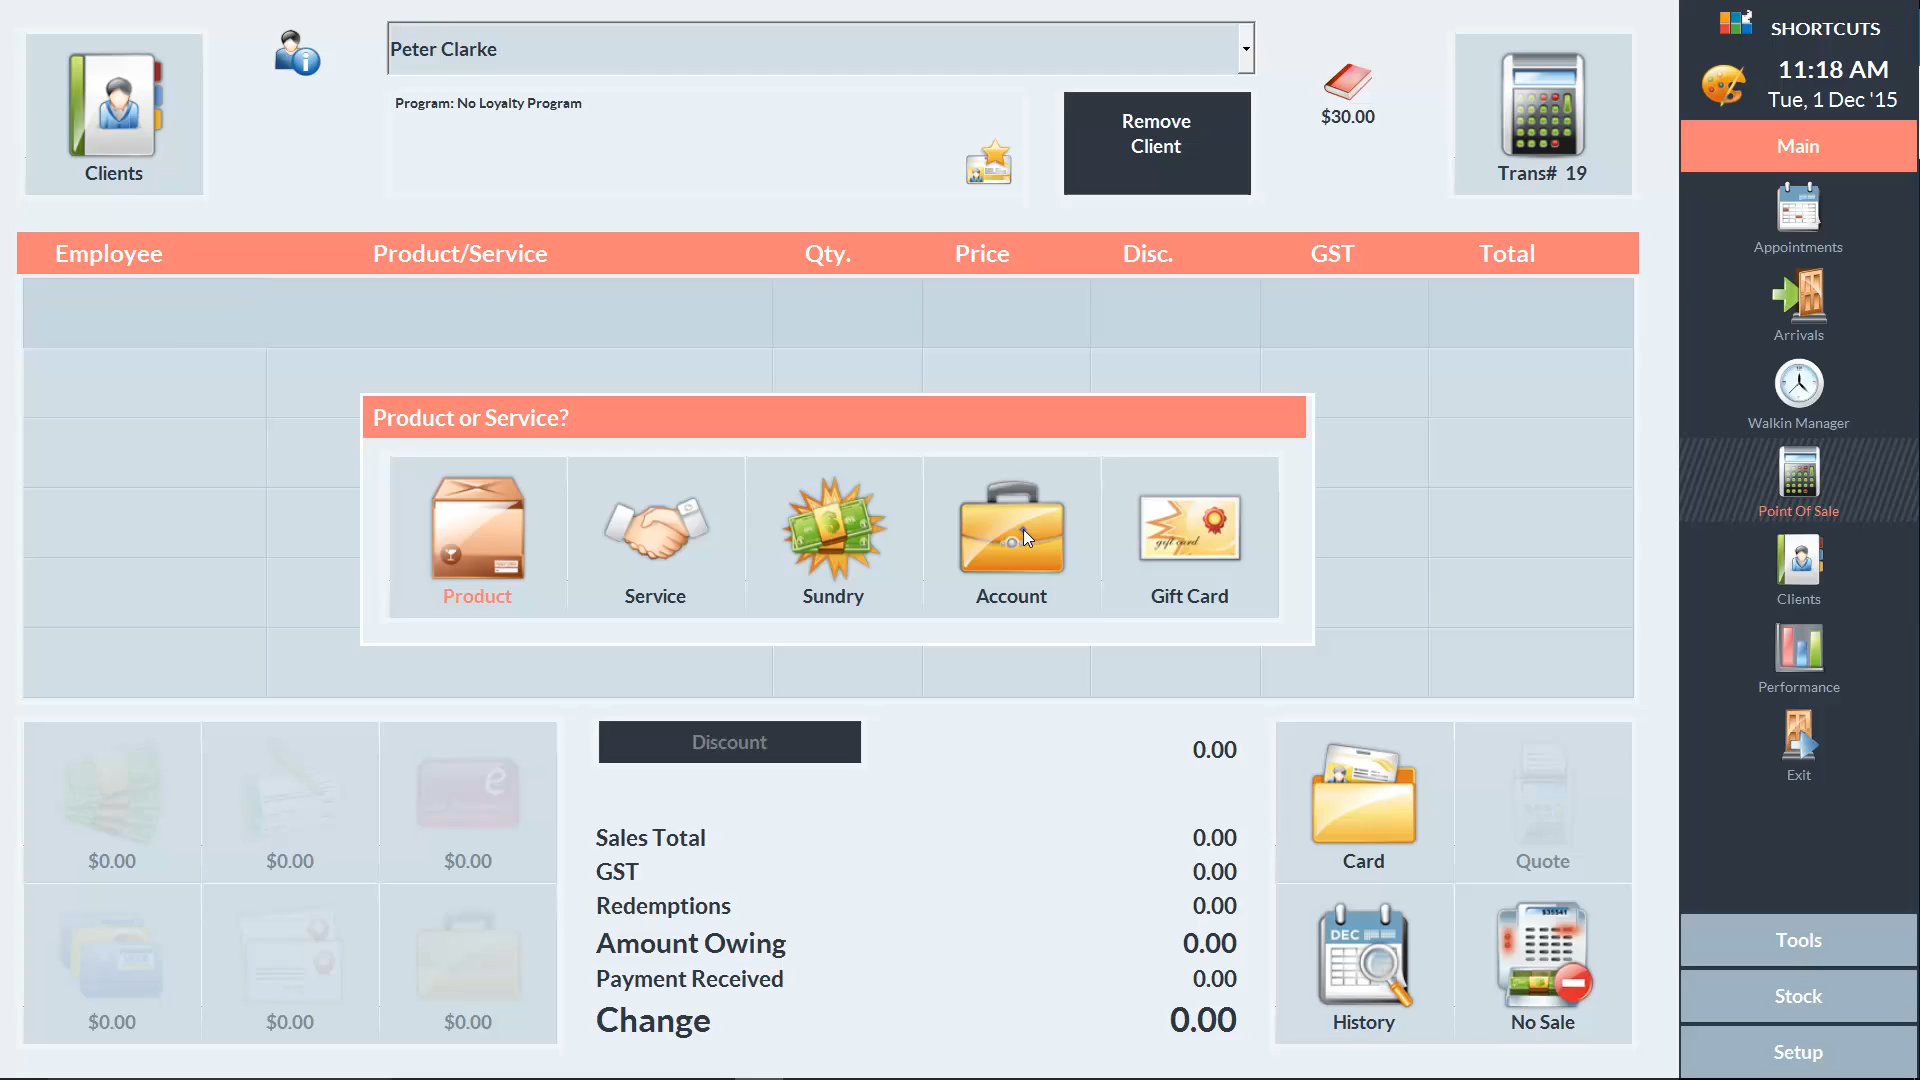 Clients
Peter Clarke
Program: No Loyalty Program
Remove
Client
$30.00
Trans# 19
SHORTCUTS
11:18 AM
Tue, 1 Dec '15
Main
Appointments
Arrivals
Walkin Manager
Point Of Sale
Clients
Performance
Exit
Tools
Stock
Setup
Employee Product/Service Qty. Price Disc. GST Total
Product or Service?
Product Service Sundry Account Gift Card
gift card
$0.00 $0.00 $0.00
$0.00 $0.00 $0.00
Discount 0.00
Sales Total 0.00
GST 0.00
Redemptions 0.00
Amount Owing 0.00
Payment Received 0.00
Change 0.00
Card Quote
DEC
History No Sale